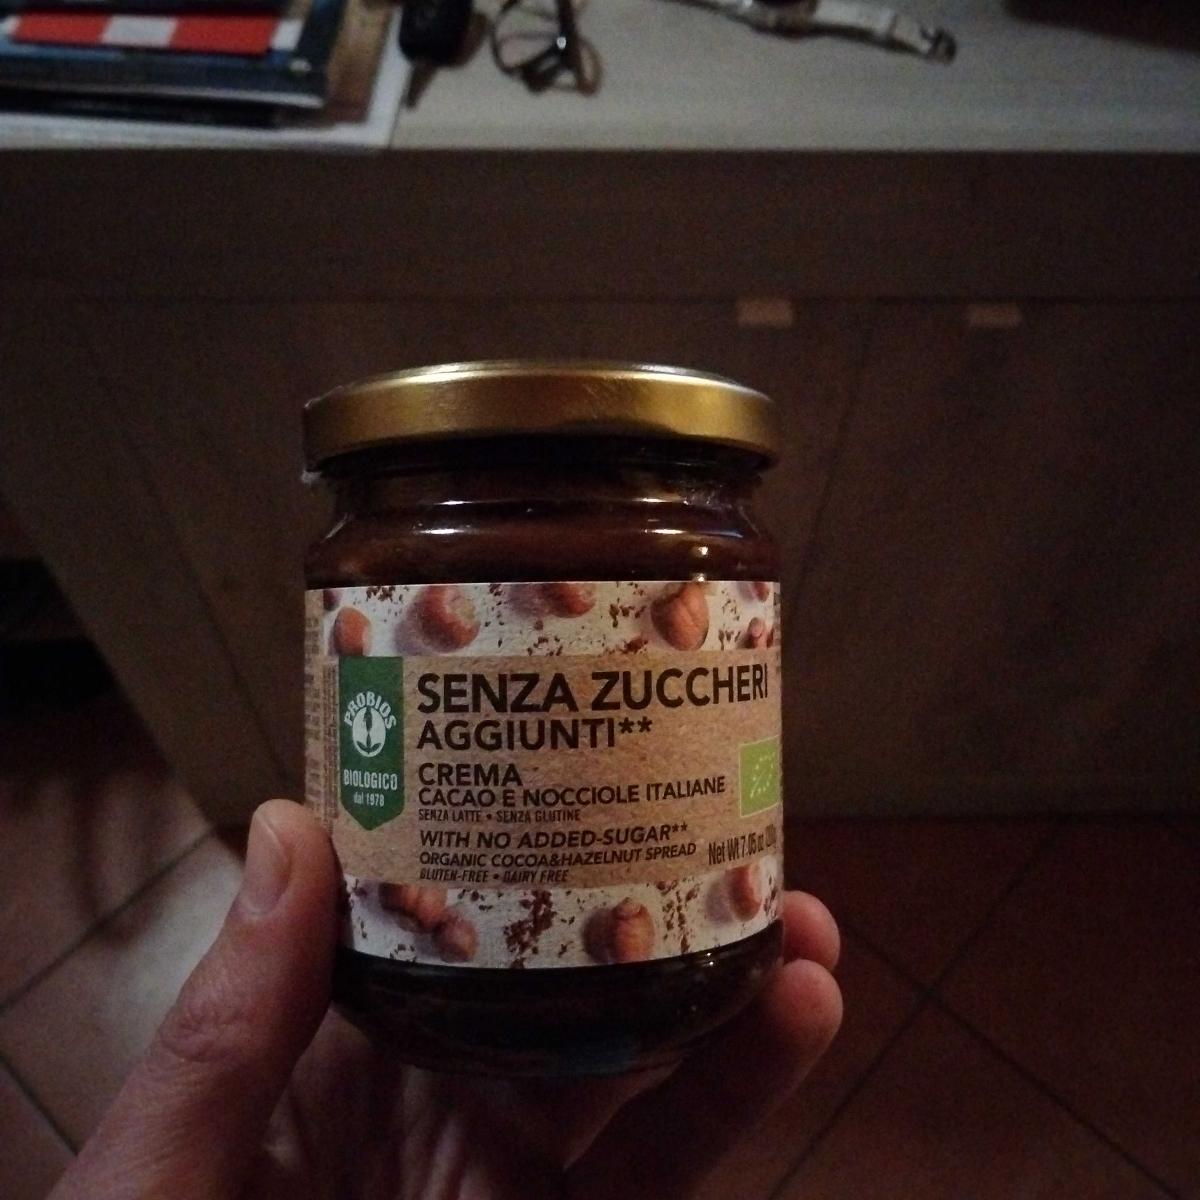 PROBIOS
BIOLOGICO
dal 1978
SENZA ZUCCHERI
AGGIUNTI**
CREMA
CACAO E NOCCIOLE ITALIANE
SENZA LATTE • SENZA GLUTINE
WITH NO ADDED-SUGAR**
ORGANIC COCOA&HAZELNUT SPREAD
GLUTEN-FREE • DAIRY FREE
Net Wt 7.05 oz